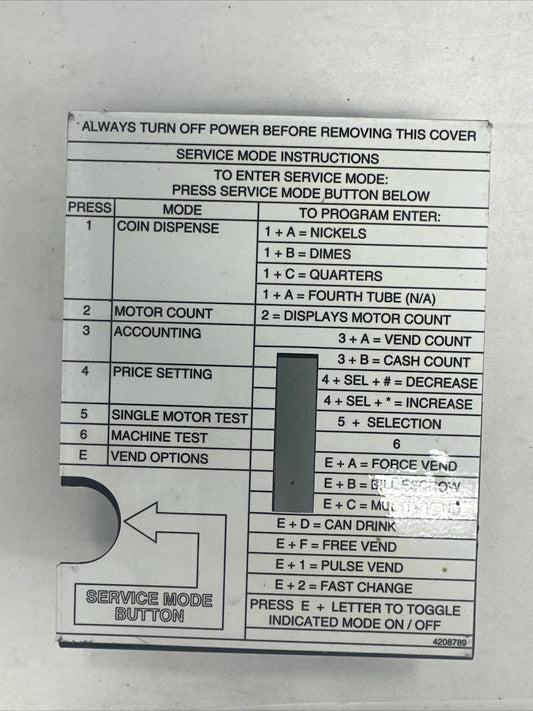 ALWAYS TURN OFF POWER BEFORE REMOVING THIS COVER
SERVICE MODE INSTRUCTIONS
TO ENTER SERVICE MODE:
PRESS SERVICE MODE BUTTON BELOW
PRESS MODE TO PROGRAM ENTER:
1 COIN DISPENSE 1 + A = NICKELS
1 + B = DIMES
1 + C = QUARTERS
1 + A = FOURTH TUBE (N/A)
2 MOTOR COUNT 2 = DISPLAYS MOTOR COUNT
3 ACCOUNTING 3 + A = VEND COUNT
3 + B = CASH COUNT
4 PRICE SETTING 4 + SEL + # = DECREASE
4 + SEL + * = INCREASE
5 SINGLE MOTOR TEST 5 + SELECTION
6 MACHINE TEST 6
E VEND OPTIONS E + A = FORCE VEND
E + B = BILL ESCROW
E + C = MULTI VEND
E + D = CAN DRINK
E + F = FREE VEND
E + 1 = PULSE VEND
E + 2 = FAST CHANGE
SERVICE MODE
BUTTON
PRESS E + LETTER TO TOGGLE
INDICATED MODE ON / OFF
4208789